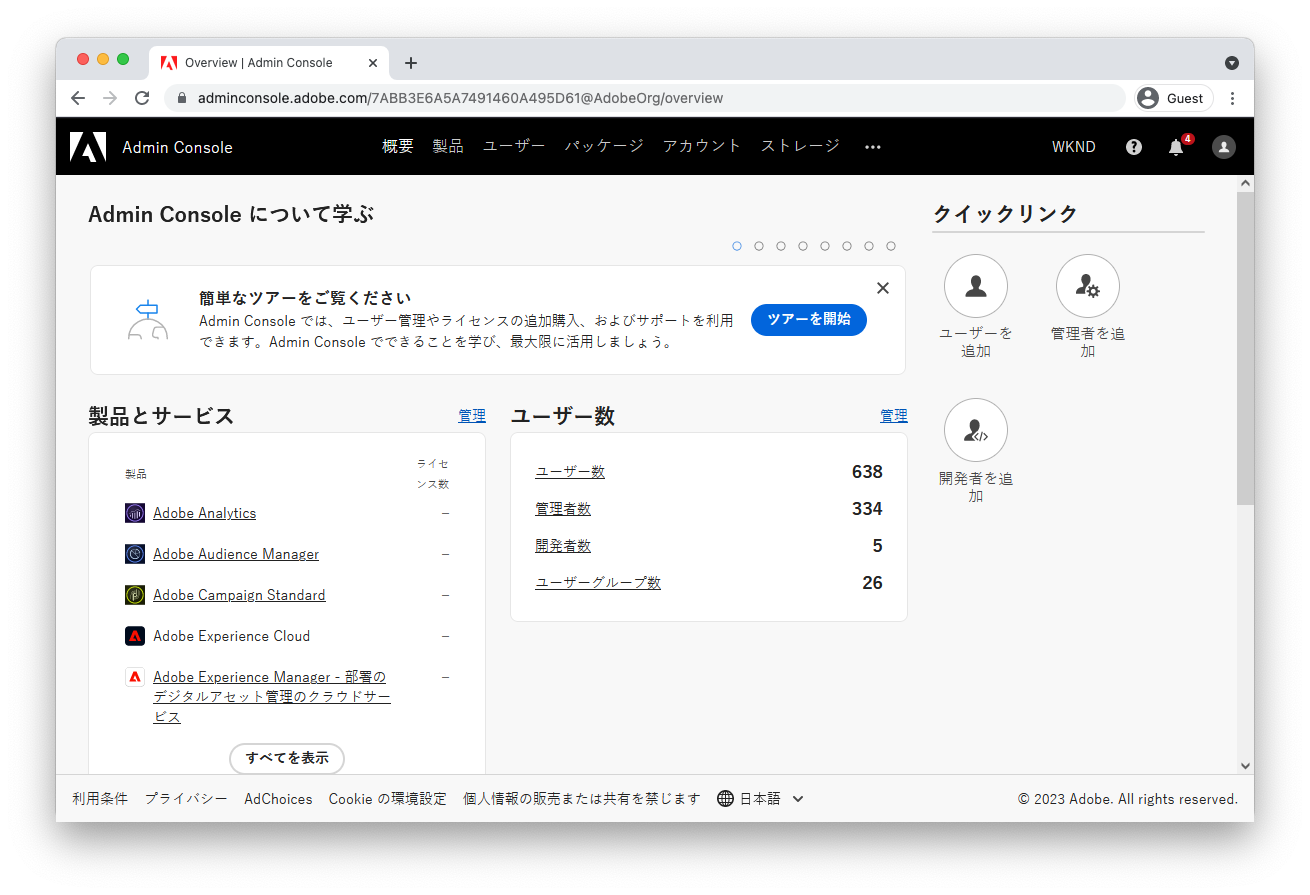 Overview | Admin Console
adminconsole.adobe.com/7ABB3E6A5A7491460A495D61@AdobeOrg/overview
Guest
Admin Console
概要 製品 ユーザー パッケージ アカウント ストレージ
WKND
4
Admin Console について学ぶ
簡単なツアーをご覧ください
Admin Console では、ユーザー管理やライセンスの追加購入、およびサポートを利用
できます。Admin Console でできることを学び、最大限に活用しましょう。
ツアーを開始
クイックリンク
ユーザーを
追加
管理者を追
加
開発者を追
加
製品とサービス
管理
製品
ライセ
ンス数
Adobe Analytics –
Adobe Audience Manager –
Adobe Campaign Standard –
Adobe Experience Cloud –
Adobe Experience Manager - 部署の –
デジタルアセット管理のクラウドサー
ビス
すべてを表示
ユーザー数
管理
ユーザー数 638
管理者数 334
開発者数 5
ユーザーグループ数 26
利用条件 プライバシー AdChoices Cookie の環境設定 個人情報の販売または共有を禁じます 日本語
© 2023 Adobe. All rights reserved.